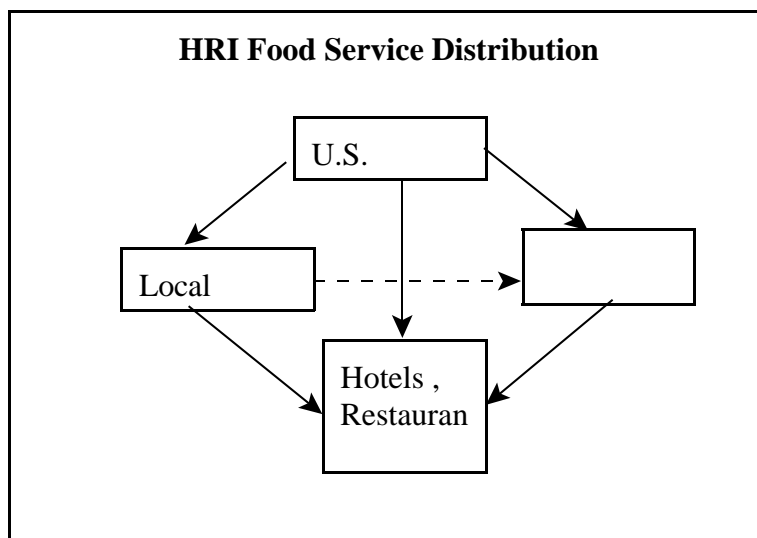 HRI Food Service Distribution
U.S.
Local
Hotels ,
Restauran